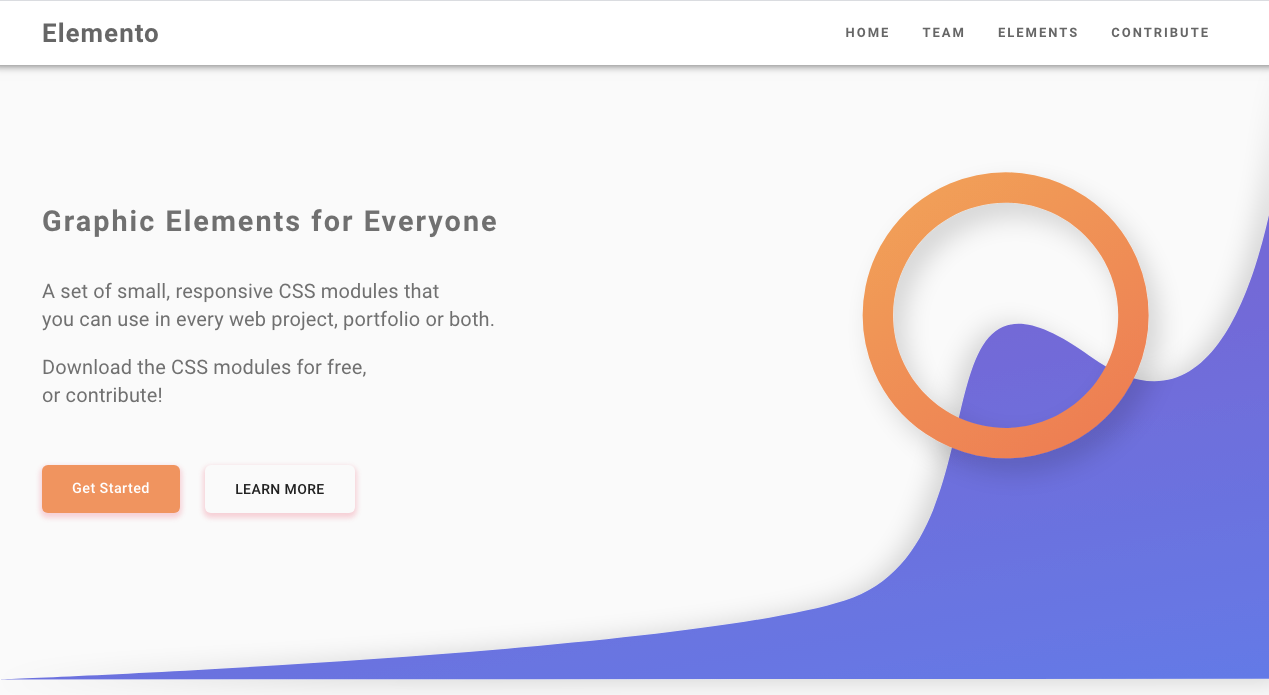 Elemento
HOME TEAM ELEMENTS CONTRIBUTE
Graphic Elements for Everyone
A set of small, responsive CSS modules that
you can use in every web project, portfolio or both.
Download the CSS modules for free,
or contribute!
Get Started
LEARN MORE